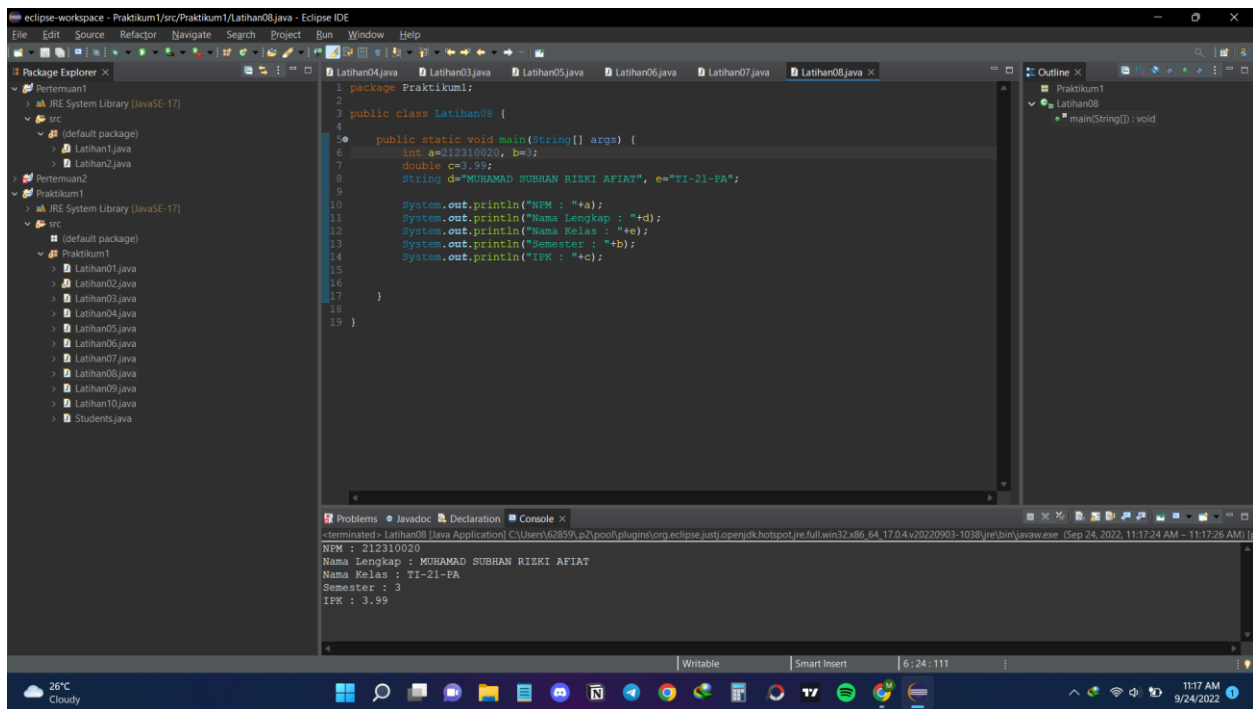 eclipse-workspace - Praktikum1/src/Praktikum1/Latihan08.java - Eclipse IDE
File Edit Source Refactor Navigate Search Project Run Window Help
Package Explorer
Pertemuan1
JRE System Library [JavaSE-17]
src
(default package)
Latihan1.java
Latihan2.java
Pertemuan2
Praktikum1
JRE System Library [JavaSE-17]
src
(default package)
Praktikum1
Latihan01.java
Latihan02.java
Latihan03.java
Latihan04.java
Latihan05.java
Latihan06.java
Latihan07.java
Latihan08.java
Latihan09.java
Latihan10.java
Students.java
Latihan04.java Latihan03.java Latihan05.java Latihan06.java Latihan07.java Latihan08.java
1 package Praktikum1;
2
3 public class Latihan08 {
4
5 public static void main(String[] args) {
6 int a=212310020, b=3;
7 double c=3.99;
8 String d="MUHAMAD SUBHAN RIZKI AFIAT", e="TI-21-PA";
9
10 System.out.println("NPM : "+a);
11 System.out.println("Nama Lengkap : "+d);
12 System.out.println("Nama Kelas : "+e);
13 System.out.println("Semester : "+b);
14 System.out.println("IPK : "+c);
15
16
17 }
18
19 }
Outline
Praktikum1
Latihan08
main(String[]) : void
Problems Javadoc Declaration Console
<terminated> Latihan08 [Java Application] C:\Users\62859\.p2\pool\plugins\org.eclipse.justj.openjdk.hotspot.jre.full.win32.x86_64_17.0.4.v20220903-1038\jre\bin\javaw.exe (Sep 24, 2022, 11:17:24 AM – 11:17:26 AM)
NPM : 212310020
Nama Lengkap : MUHAMAD SUBHAN RIZKI AFIAT
Nama Kelas : TI-21-PA
Semester : 3
IPK : 3.99
Writable Smart Insert 6 : 24 : 111
26°C
Cloudy
11:17 AM
9/24/2022
1